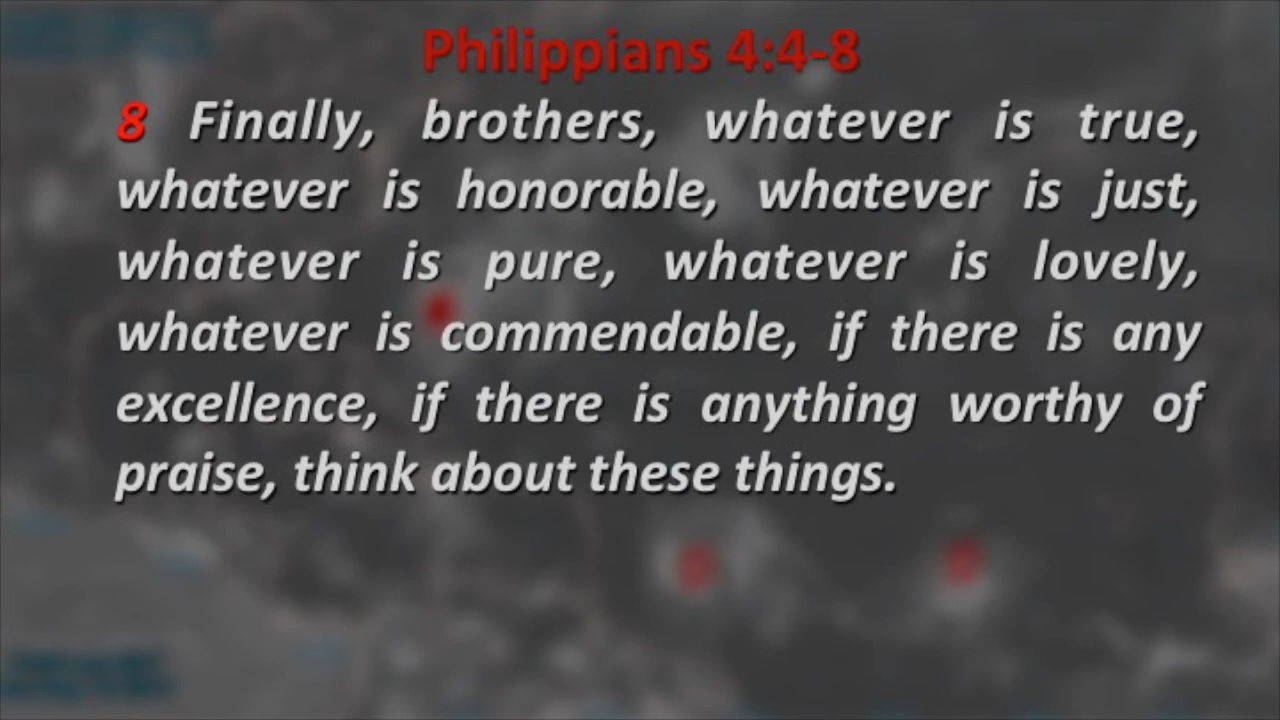 Philippians 4:4-8
8 Finally, brothers, whatever is true,
whatever is honorable, whatever is just,
whatever is pure, whatever is lovely,
whatever is commendable, if there is any
excellence, if there is anything worthy of
praise, think about these things.